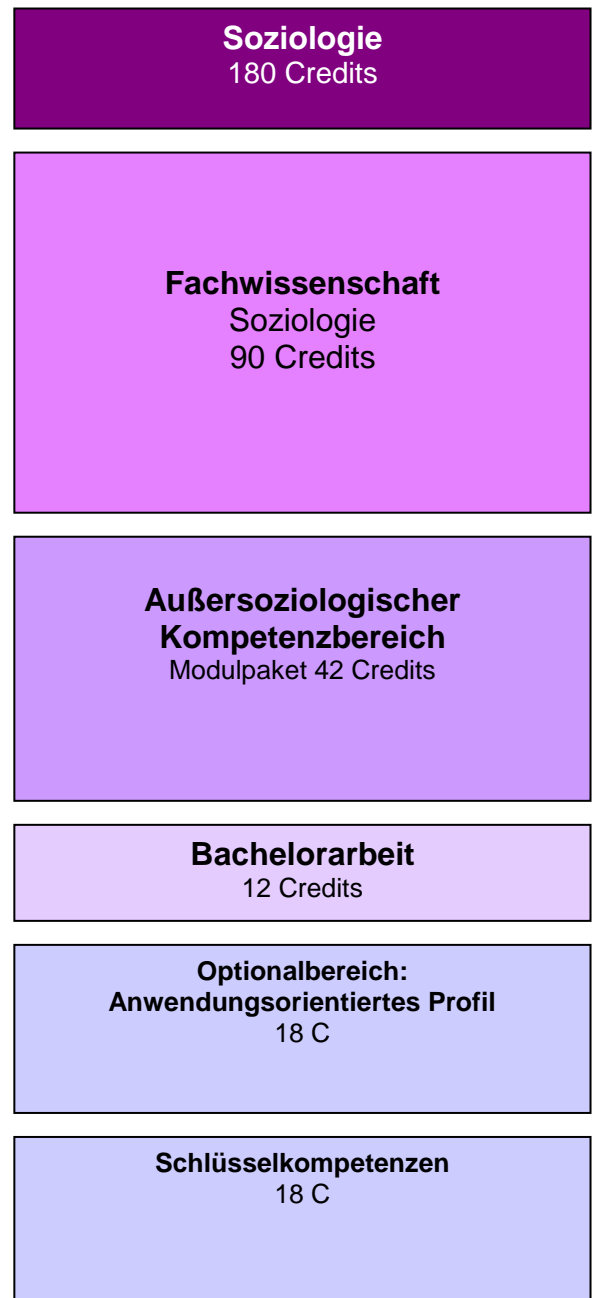 Soziologie
180 Credits
Fachwissenschaft
Soziologie
90 Credits
Außersoziologischer
Kompetenzbereich
Modulpaket 42 Credits
Bachelorarbeit
12 Credits
Optionalbereich:
Anwendungsorientiertes Profil
18 C
Schlüsselkompetenzen
18 C